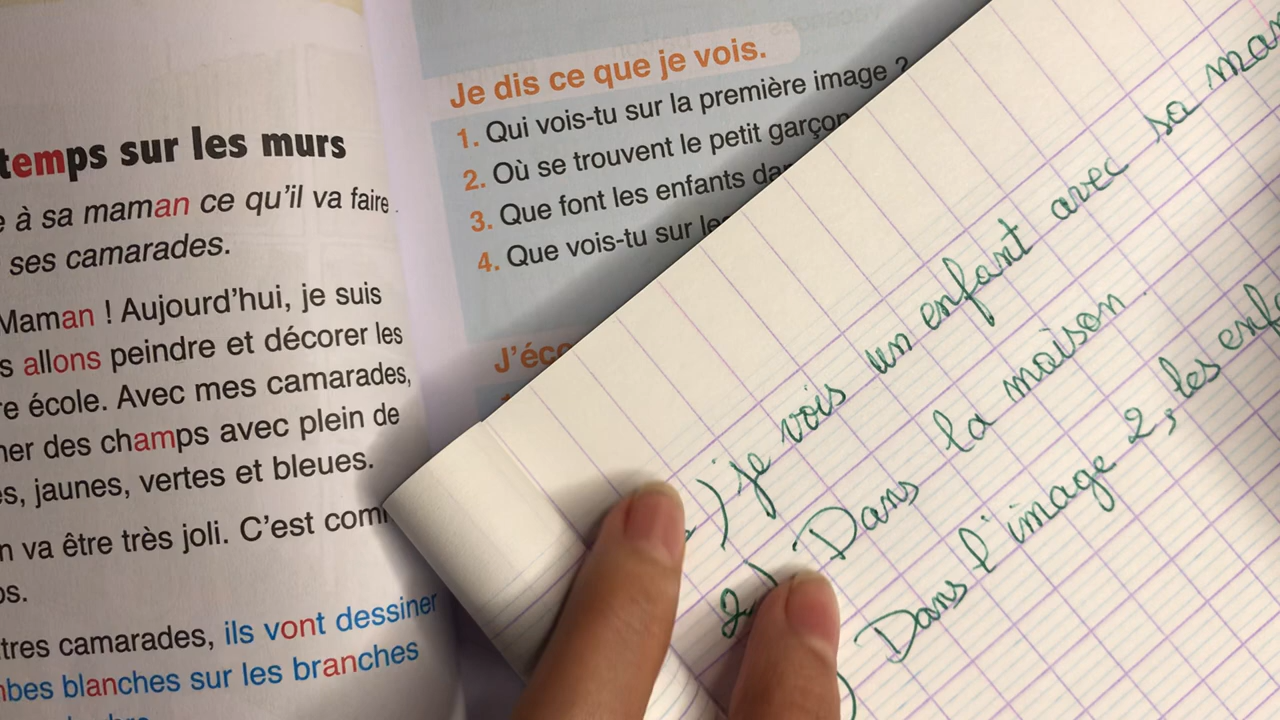 temps sur les murs
à sa maman ce qu'il va faire
ses camarades.
Maman ! Aujourd'hui, je suis
allons peindre et décorer les
école. Avec mes camarades,
des champs avec plein de
jaunes, vertes et bleues.
va être très joli. C'est
camarades, ils vont dessiner
blanches sur les branches
Je dis ce que je vois.
1. Qui vois-tu sur la première image ?
2. Où se trouvent le petit garçon
3. Que font les enfants
4. Que vois-tu sur
) je vois un enfant avec sa
2) Dans la maison.
) Dans l'image 2, les